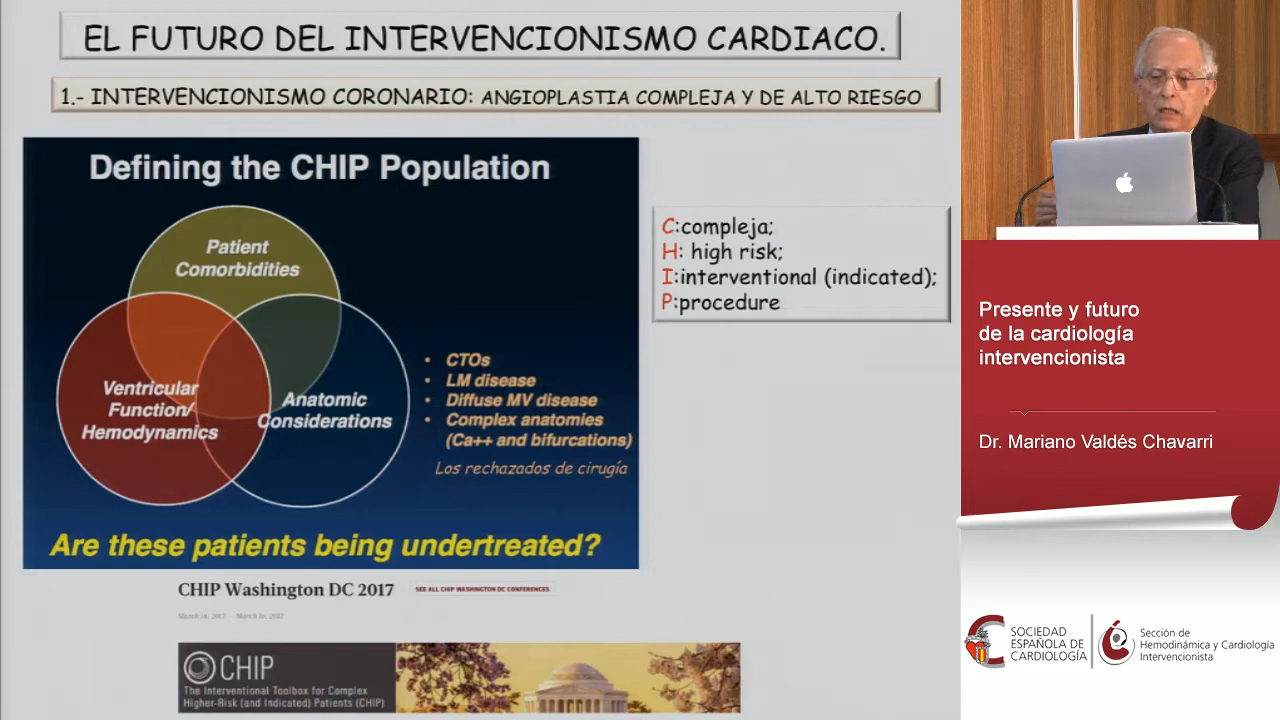 EL FUTURO DEL INTERVENCIONISMO CARDIACO.
1.- INTERVENCIONISMO CORONARIO: ANGIOPLASTIA COMPLEJA Y DE ALTO RIESGO
Defining the CHIP Population
Patient
Comorbidities
Ventricular
Function/
Hemodynamics
Anatomic
Considerations
• CTOs
• LM disease
• Diffuse MV disease
• Complex anatomies
(Ca++ and bifurcations)
Los rechazados de cirugía
Are these patients being undertreated?
C:compleja;
H: high risk;
I:interventional (indicated);
P:procedure
CHIP Washington DC 2017
SEE ALL CHIP WASHINGTON DC CONFERENCES
March 16, 2017 - March 16, 2017
CHIP
The Interventional Toolbox for Complex
Higher-Risk (and Indicated) Patients (CHIP)
Presente y futuro
de la cardiología
intervencionista
Dr. Mariano Valdés Chavarri
SOCIEDAD
ESPAÑOLA DE
CARDIOLOGÍA
Sección de
Hemodinámica y Cardiología
Intervencionista